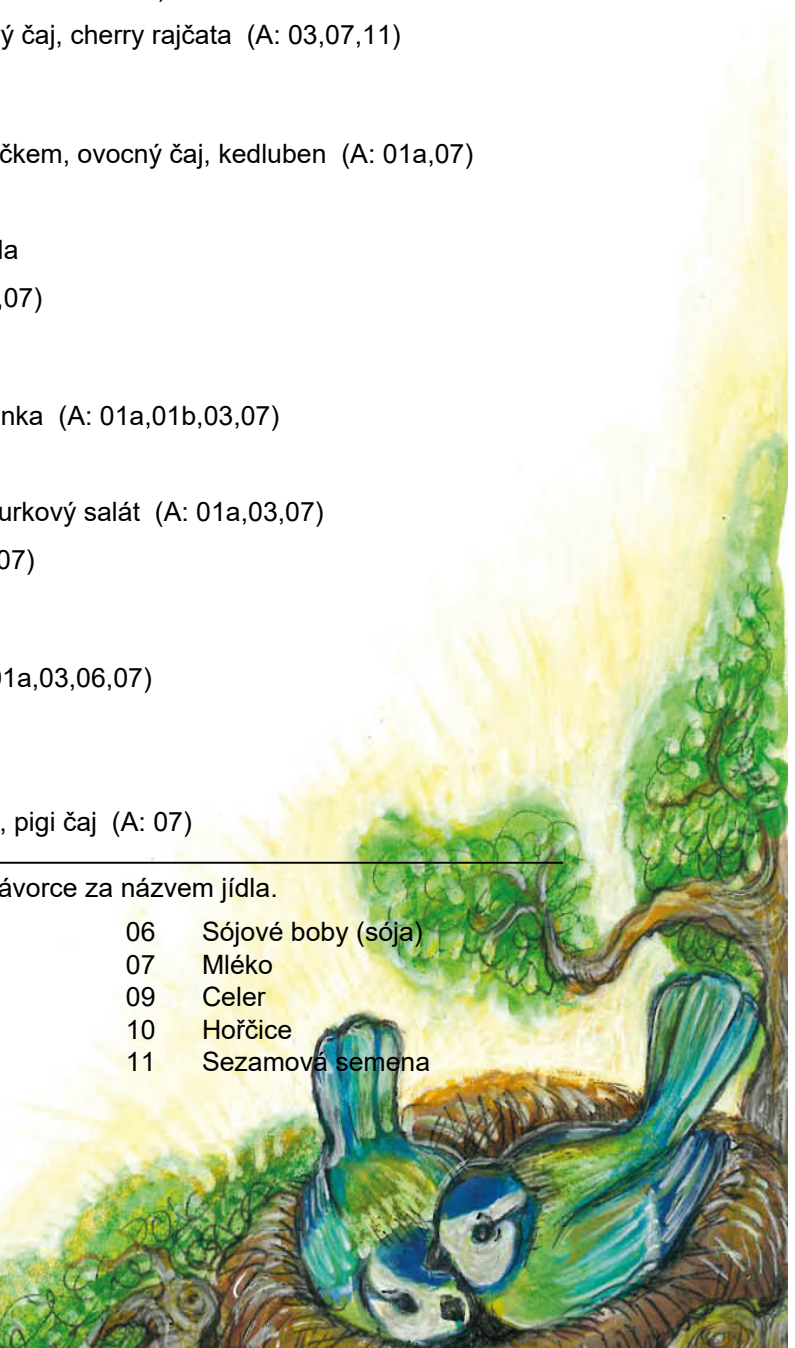 ý čaj, cherry rajčata (A: 03,07,11)
čkem, ovocný čaj, kedluben (A: 01a,07)
la
,07)
nka (A: 01a,01b,03,07)
urkový salát (A: 01a,03,07)
07)
01a,03,06,07)
, pigi čaj (A: 07)
ávorce za názvem jídla.
06 Sójové boby (sója)
07 Mléko
09 Celer
10 Hořčice
11 Sezamová semena